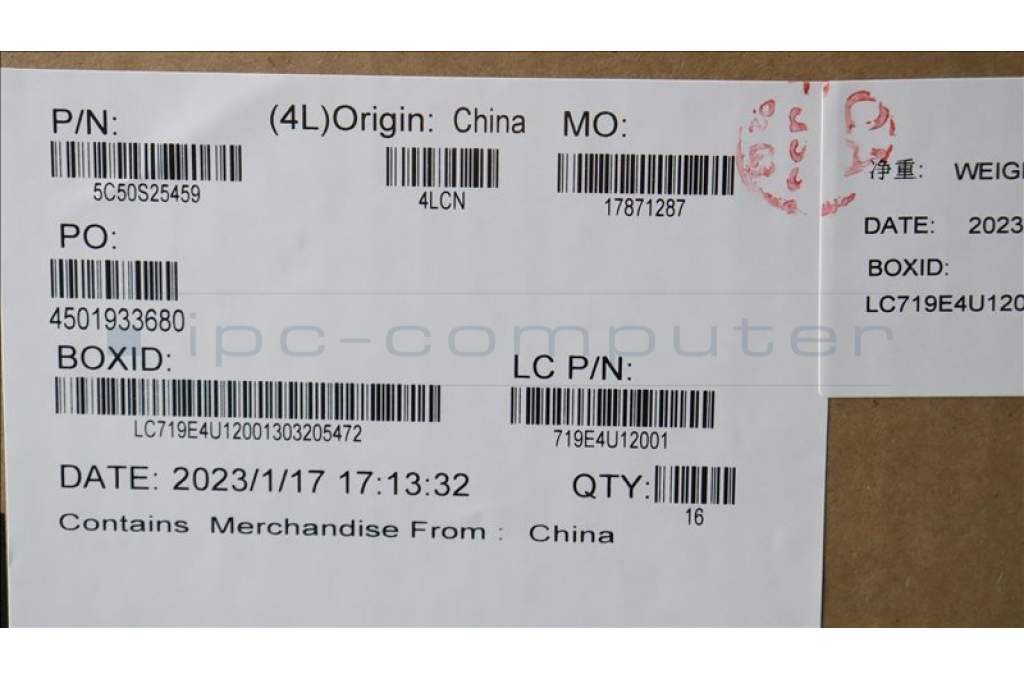 P/N: (4L)Origin: China MO:
5C50S25459 4LCN 17871287
PO:
4501933680
ipc-computer
BOXID: LC P/N:
LC719E4U12001303205472 719E4U12001
DATE: 2023/1/17 17:13:32 QTY:
16
Contains Merchandise From : China
净重: WEIG
DATE: 2023
BOXID:
LC719E4U120